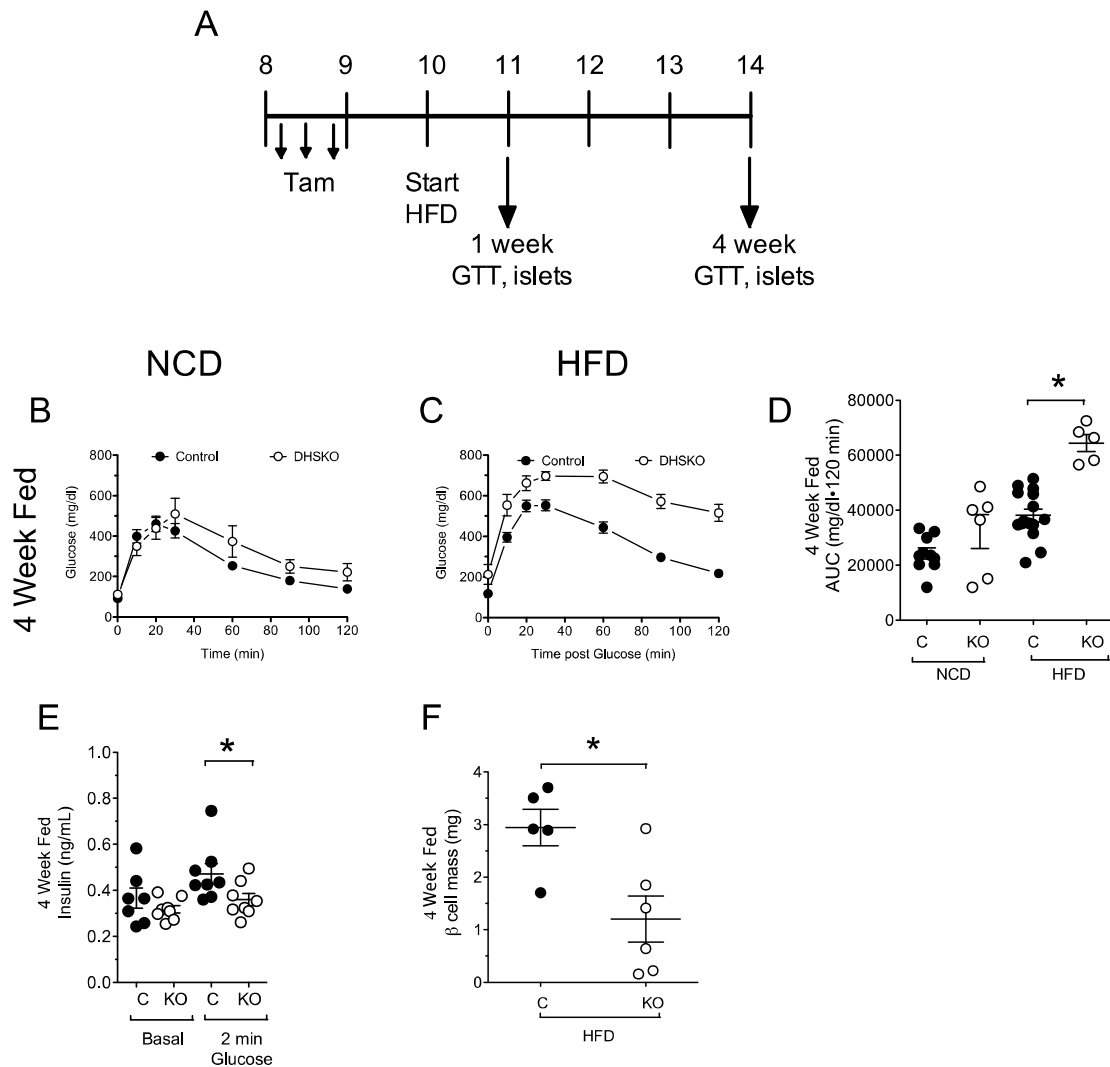 A
8 9 10 11 12 13 14
Tam
Start
HFD
1 week
GTT, islets
4 week
GTT, islets
NCD
HFD
4 Week Fed
B
Control
DHSKO
Glucose (mg/dl)
800
600
400
200
0
0 20 40 60 80 100 120
Time (min)
C
Control
DHSKO
Glucose (mg/dl)
800
600
400
200
0
0 20 40 60 80 100 120
Time post Glucose (min)
D
4 Week Fed
AUC (mg/dl•120 min)
80000
60000
40000
20000
0
*
C KO C KO
NCD HFD
E
4 Week Fed
Insulin (ng/mL)
1.0
0.8
0.6
0.4
0.2
0.0
*
C KO C KO
Basal 2 min
Glucose
F
4 Week Fed
β cell mass (mg)
4
3
2
1
0
*
C KO
HFD